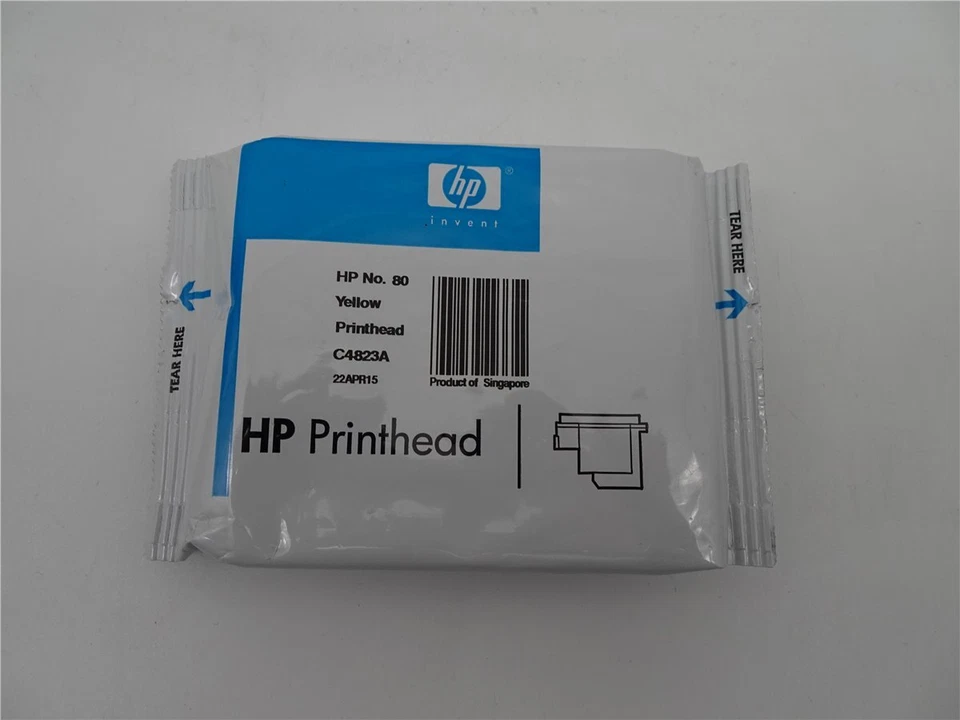 hp®
invent
HP No. 80
Yellow
Printhead
C4823A
22APR15
Product of Singapore
HP Printhead
TEAR HERE
TEAR HERE